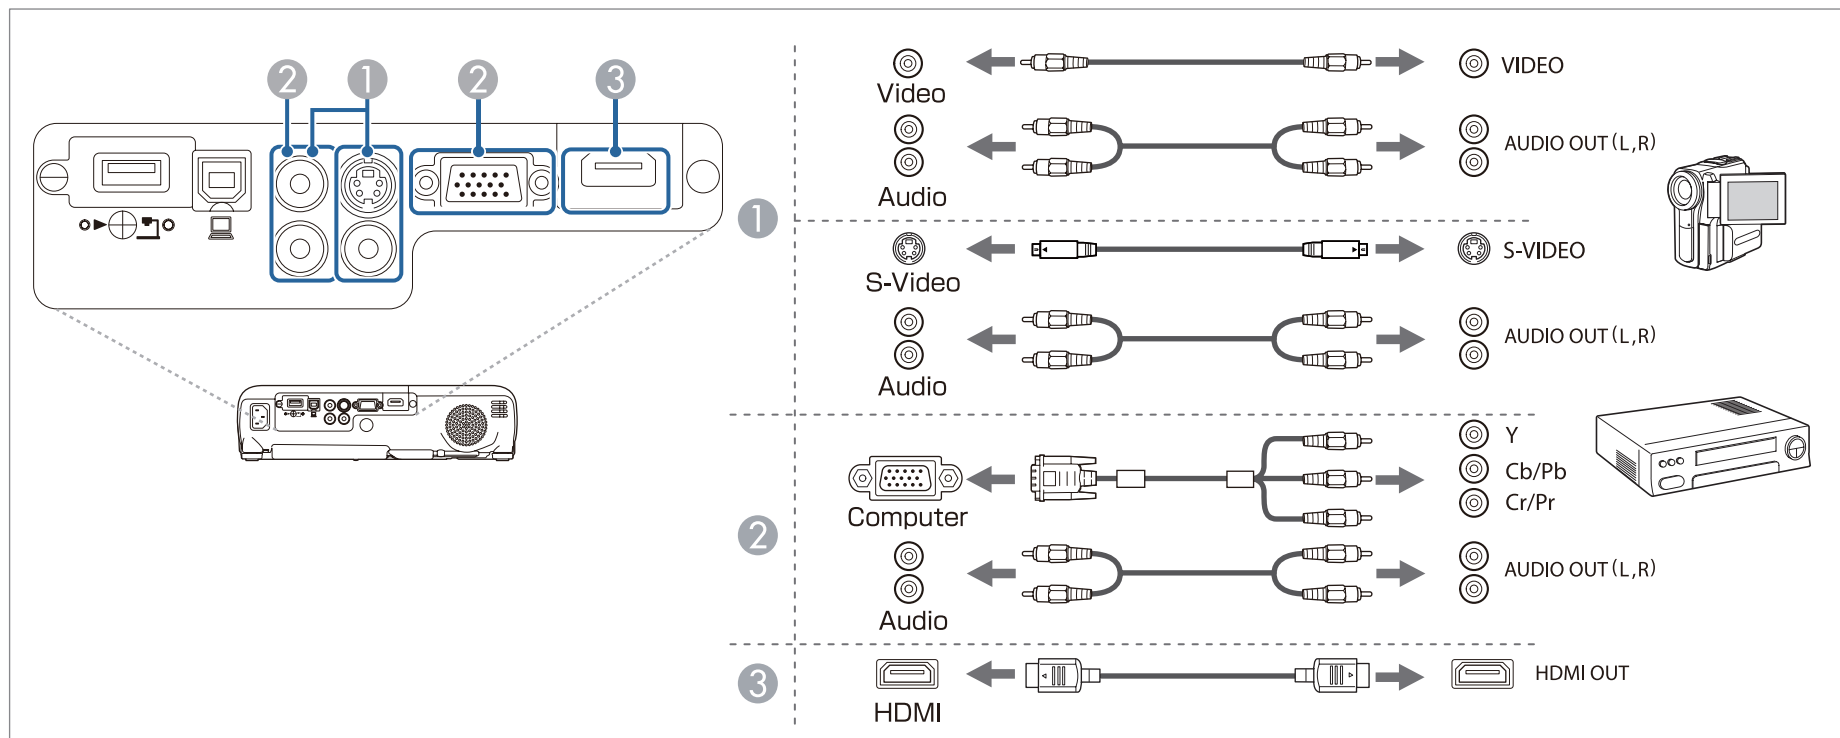 2 1 2 3
1
Video
VIDEO
Audio
AUDIO OUT (L,R)
S-Video
S-VIDEO
Audio
AUDIO OUT (L,R)
2
Computer
Y
Cb/Pb
Cr/Pr
Audio
AUDIO OUT (L,R)
3
HDMI
HDMI OUT